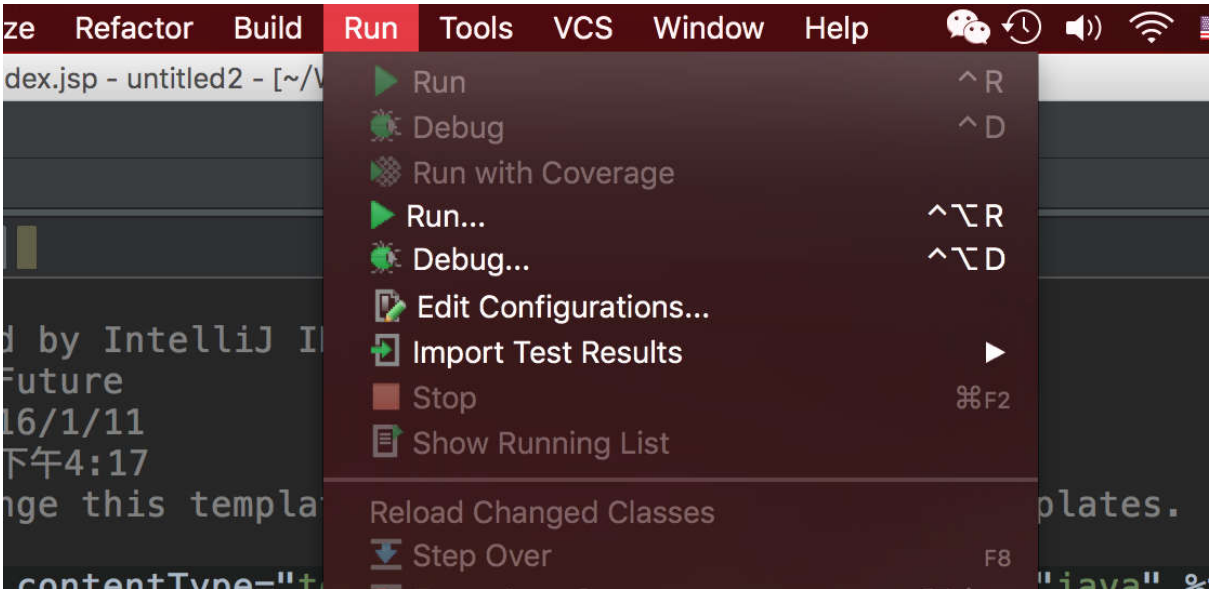 ze Refactor Build Run Tools VCS Window Help
dex.jsp - untitled2 - [~/
Run ^ R
Debug ^ D
Run with Coverage
Run... ^⌥ R
Debug... ^⌥ D
Edit Configurations...
d by IntelliJ I
Import Test Results ▶
Future
Stop ⌘F2
16/1/11
Show Running List
下午4:17
nge this templa plates.
Reload Changed Classes
Step Over F8
contentType="t "java" %